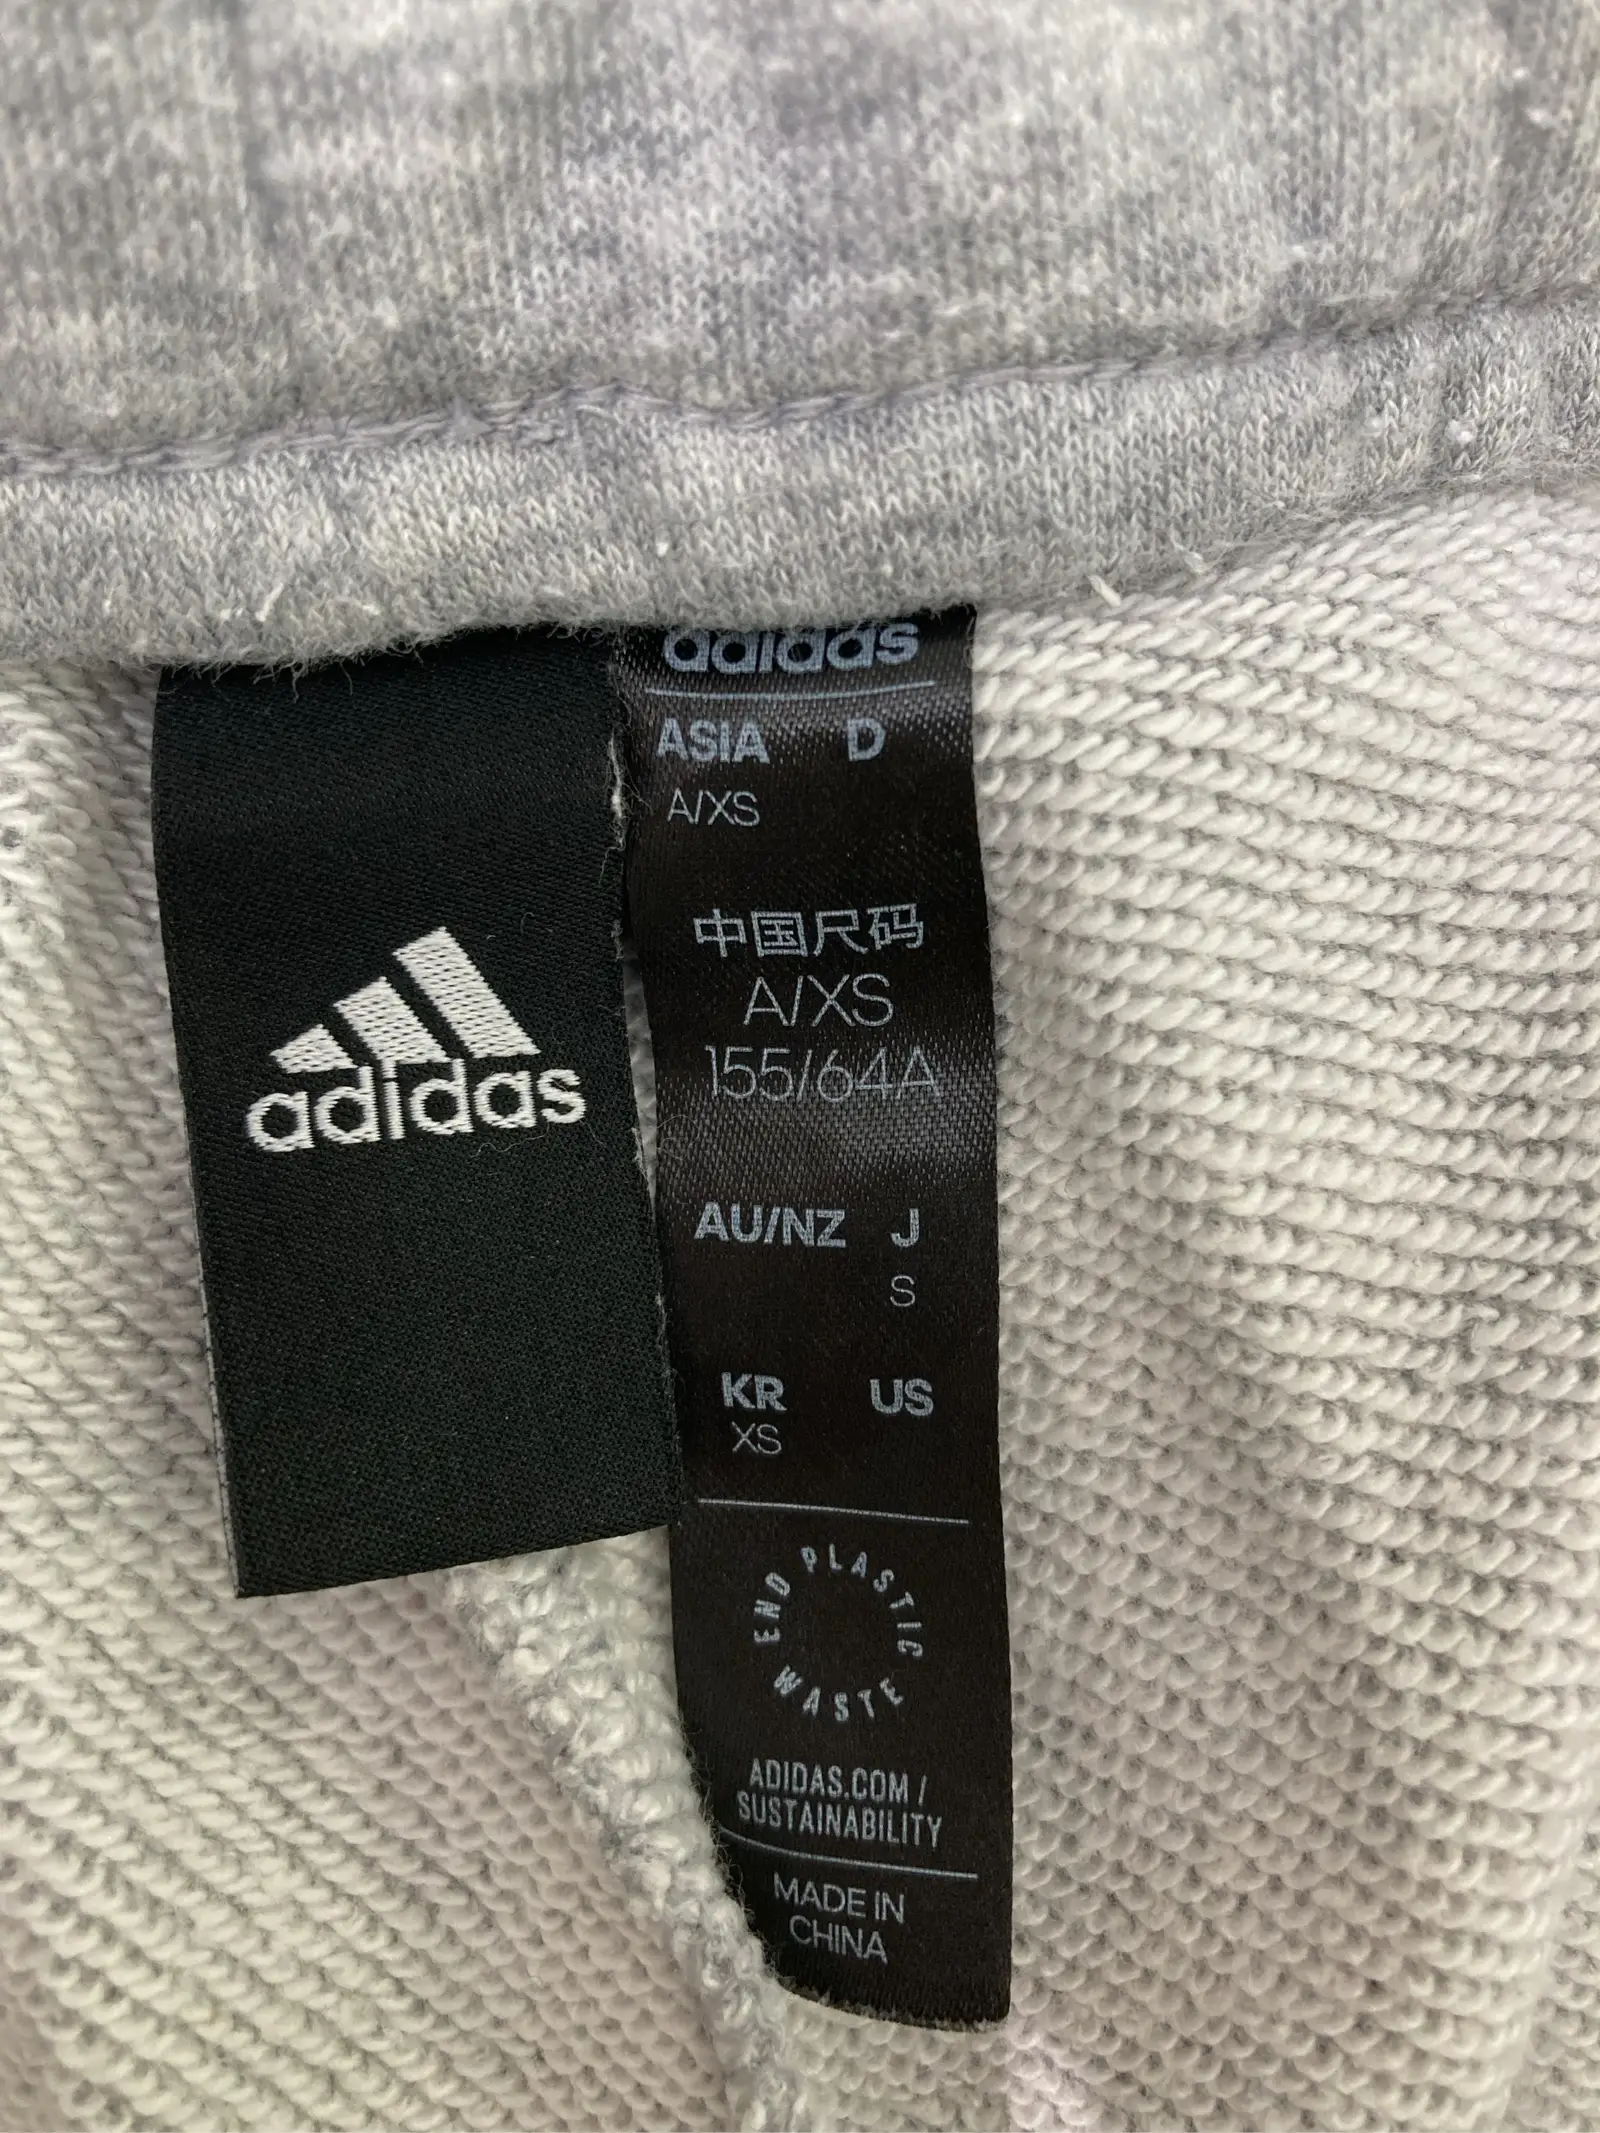 adidas
adidas
ASIA D
A/XS
中国尺码
A/XS
155/64A
AU/NZ J
S
KR US
XS
END PLASTIC WASTE
ADIDAS.COM /
SUSTAINABILITY
MADE IN
CHINA